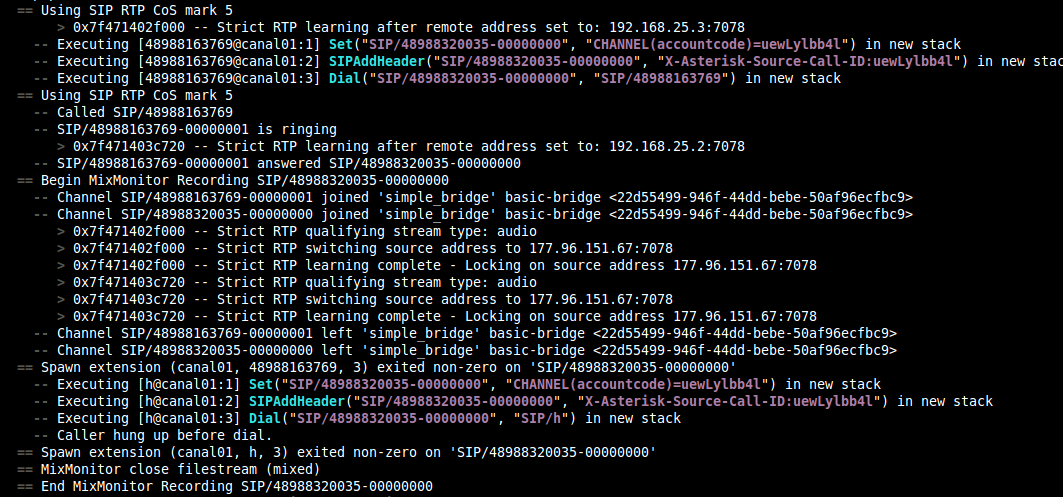 == Using SIP RTP CoS mark 5
> 0x7f471402f000 -- Strict RTP learning after remote address set to: 192.168.25.3:7078
-- Executing [48988163769@canal01:1] Set("SIP/48988320035-00000000", "CHANNEL(accountcode)=uewLylbb4l") in new stack
-- Executing [48988163769@canal01:2] SIPAddHeader("SIP/48988320035-00000000", "X-Asterisk-Source-Call-ID:uewLylbb4l") in new stac
-- Executing [48988163769@canal01:3] Dial("SIP/48988320035-00000000", "SIP/48988163769") in new stack
== Using SIP RTP CoS mark 5
-- Called SIP/48988163769
-- SIP/48988163769-00000001 is ringing
> 0x7f471403c720 -- Strict RTP learning after remote address set to: 192.168.25.2:7078
-- SIP/48988163769-00000001 answered SIP/48988320035-00000000
== Begin MixMonitor Recording SIP/48988320035-00000000
-- Channel SIP/48988163769-00000001 joined 'simple_bridge' basic-bridge <22d55499-946f-44dd-bebe-50af96ecfbc9>
-- Channel SIP/48988320035-00000000 joined 'simple_bridge' basic-bridge <22d55499-946f-44dd-bebe-50af96ecfbc9>
> 0x7f471402f000 -- Strict RTP qualifying stream type: audio
> 0x7f471402f000 -- Strict RTP switching source address to 177.96.151.67:7078
> 0x7f471402f000 -- Strict RTP learning complete - Locking on source address 177.96.151.67:7078
> 0x7f471403c720 -- Strict RTP qualifying stream type: audio
> 0x7f471403c720 -- Strict RTP switching source address to 177.96.151.67:7078
> 0x7f471403c720 -- Strict RTP learning complete - Locking on source address 177.96.151.67:7078
-- Channel SIP/48988163769-00000001 left 'simple_bridge' basic-bridge <22d55499-946f-44dd-bebe-50af96ecfbc9>
-- Channel SIP/48988320035-00000000 left 'simple_bridge' basic-bridge <22d55499-946f-44dd-bebe-50af96ecfbc9>
== Spawn extension (canal01, 48988163769, 3) exited non-zero on 'SIP/48988320035-00000000'
-- Executing [h@canal01:1] Set("SIP/48988320035-00000000", "CHANNEL(accountcode)=uewLylbb4l") in new stack
-- Executing [h@canal01:2] SIPAddHeader("SIP/48988320035-00000000", "X-Asterisk-Source-Call-ID:uewLylbb4l") in new stack
-- Executing [h@canal01:3] Dial("SIP/48988320035-00000000", "SIP/h") in new stack
-- Caller hung up before dial.
== Spawn extension (canal01, h, 3) exited non-zero on 'SIP/48988320035-00000000'
== MixMonitor close filestream (mixed)
== End MixMonitor Recording SIP/48988320035-00000000